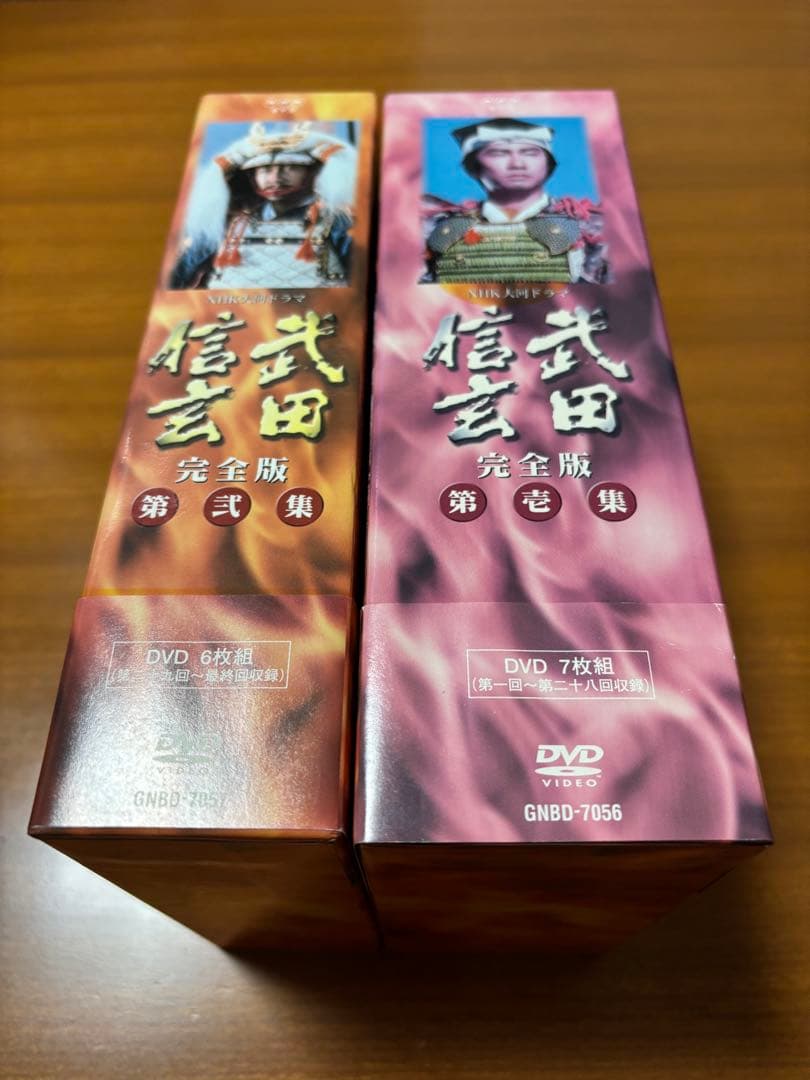 NHK大河ドラマ
武田
信玄
完全版
第弐集
DVD 6枚組
(第二十九回～最終回収録)
DVD
VIDEO
GNBD-7057
NHK大河ドラマ
武田
信玄
完全版
第壱集
DVD 7枚組
(第一回～第二十八回収録)
DVD
VIDEO
GNBD-7056